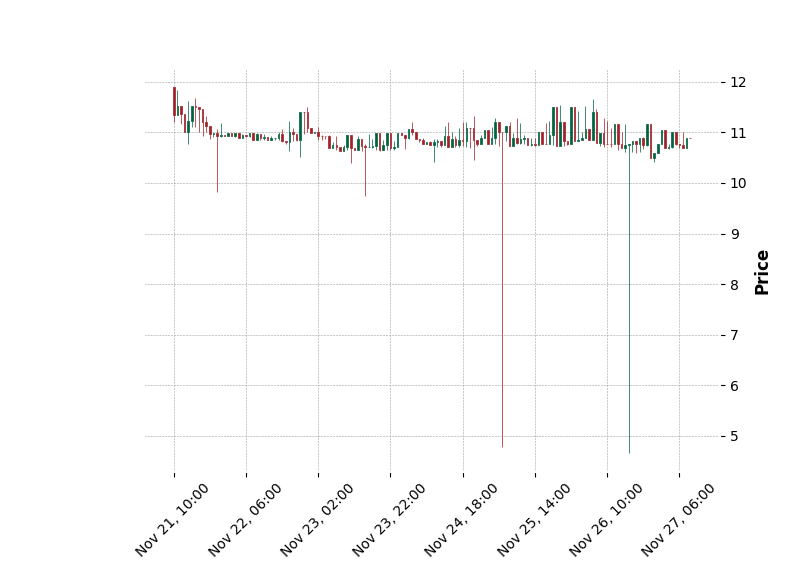 12
11
10
9
8
7
6
5
Price
Nov 21, 10:00
Nov 22, 06:00
Nov 23, 02:00
Nov 23, 22:00
Nov 24, 18:00
Nov 25, 14:00
Nov 26, 10:00
Nov 27, 06:00